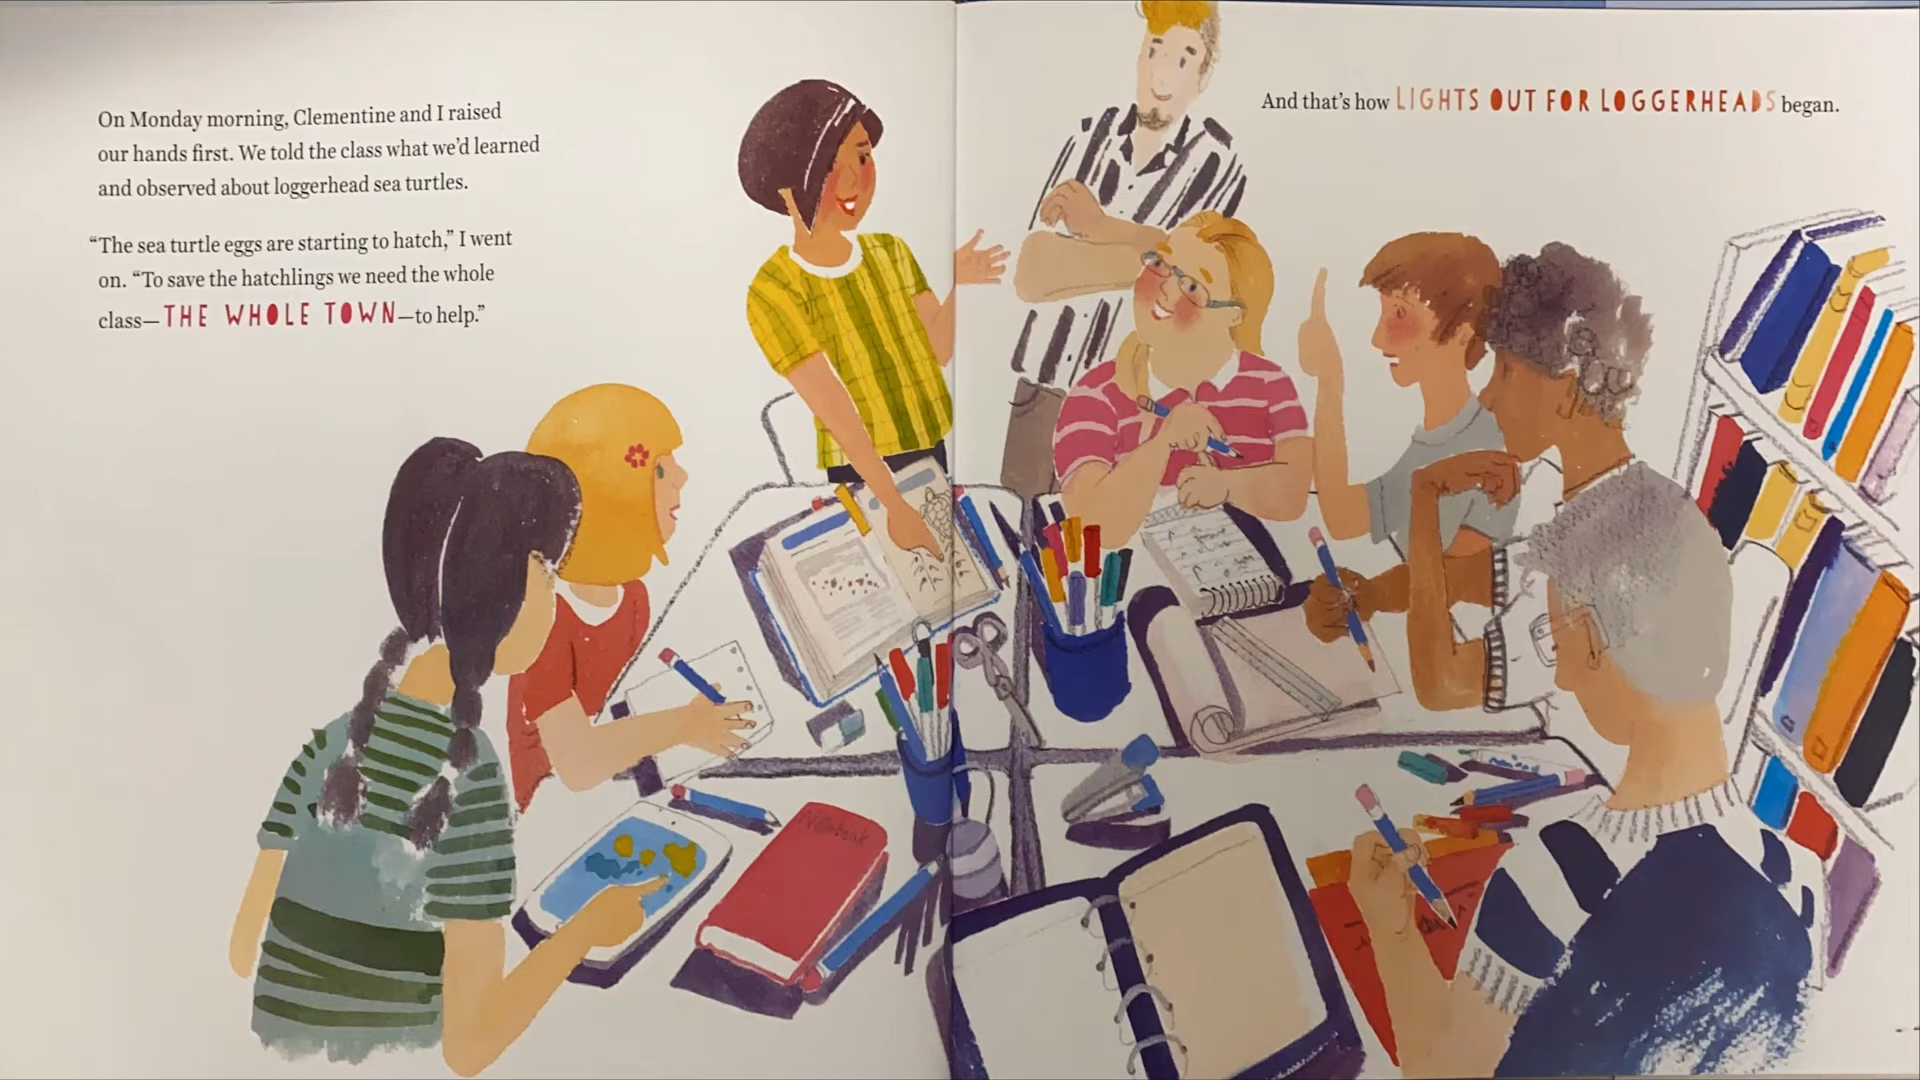 On Monday morning, Clementine and I raised
our hands first. We told the class what we’d learned
and observed about loggerhead sea turtles.
“The sea turtle eggs are starting to hatch,” I went
on. “To save the hatchlings we need the whole
class—THE WHOLE TOWN—to help.”
And that’s how LIGHTS OUT FOR LOGGERHEADS began.
Notebook